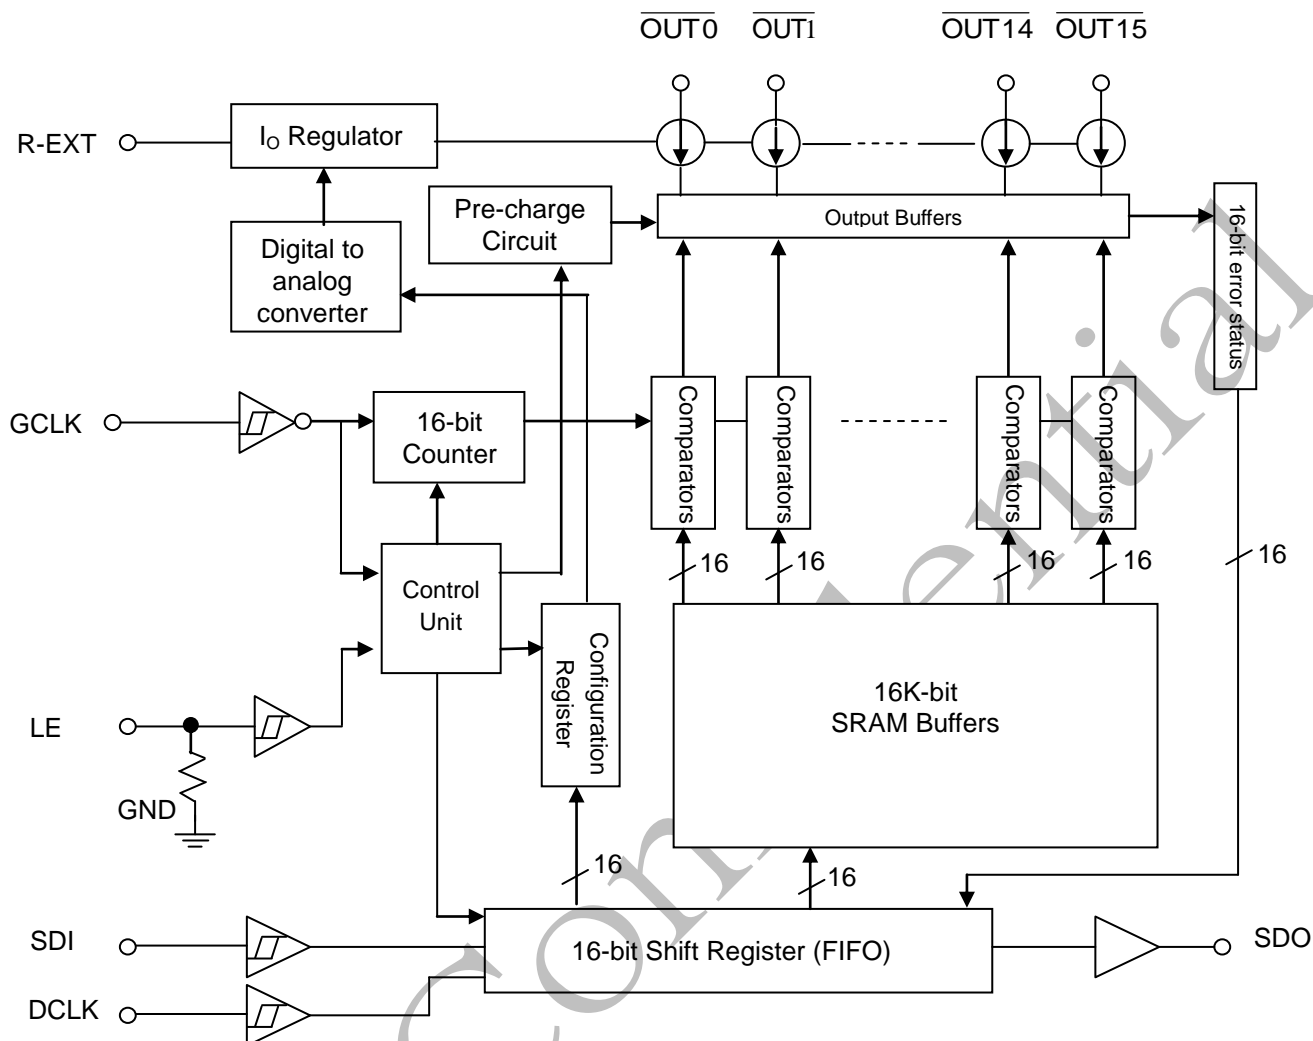 OUT0 OUT1 OUT14 OUT15
R-EXT
IO Regulator
Pre-charge
Circuit
Output Buffers
16-bit error status
Digital to
analog
converter
GCLK
16-bit
Counter
Comparators
Comparators
Comparators
Comparators
16
16
16
16
16
Control
Unit
Configuration
Register
16K-bit
SRAM Buffers
LE
GND
16
16
SDI
16-bit Shift Register (FIFO)
SDO
DCLK
Confidential